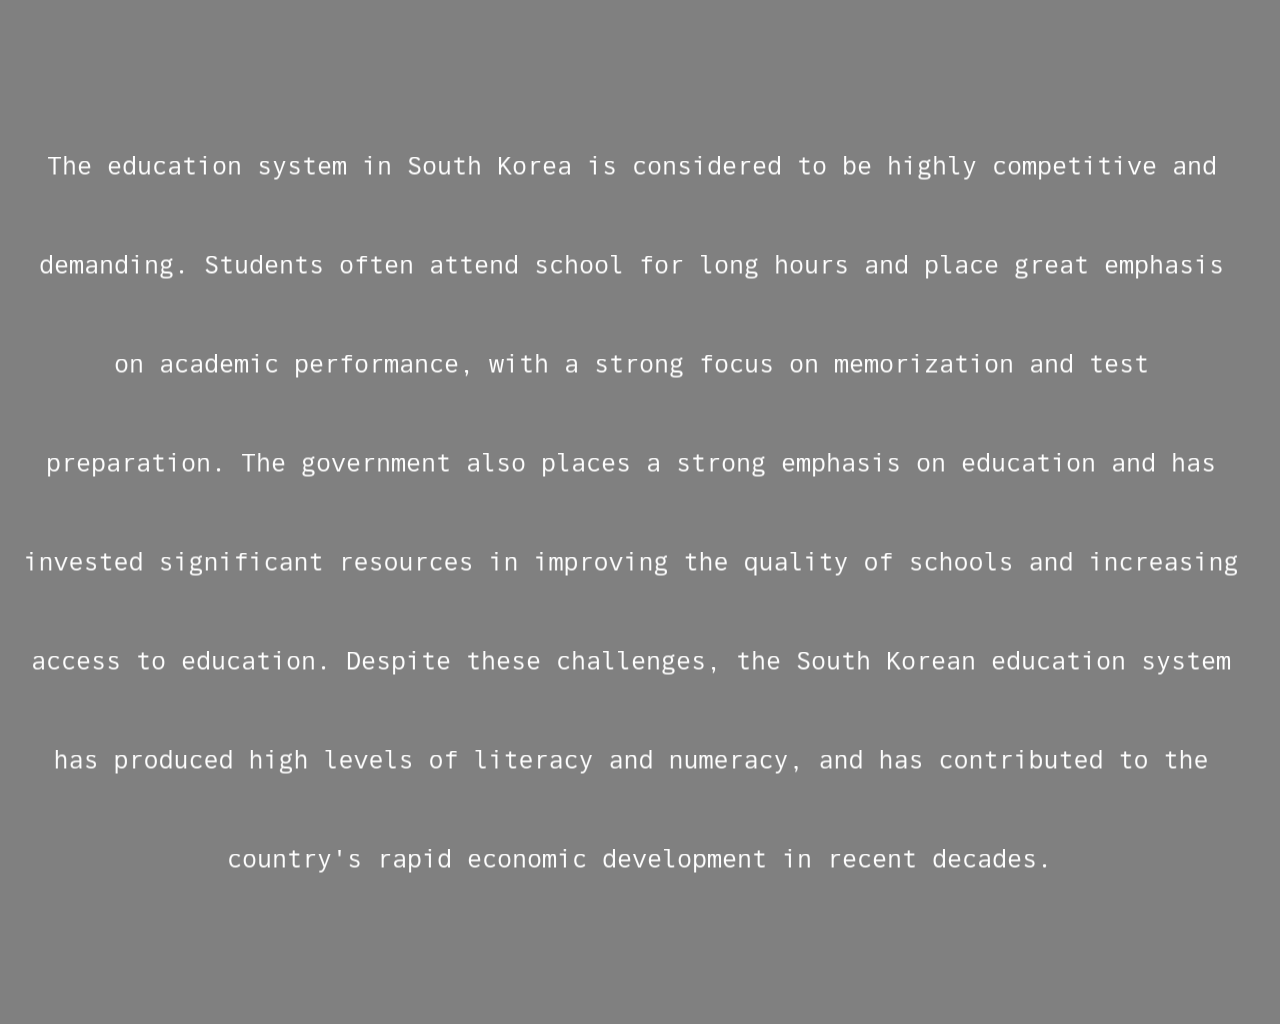 The education system in South Korea is considered to be highly competitive and
demanding. Students often attend school for long hours and place great emphasis
on academic performance, with a strong focus on memorization and test
preparation. The government also places a strong emphasis on education and has
invested significant resources in improving the quality of schools and increasing
access to education. Despite these challenges, the South Korean education system
has produced high levels of literacy and numeracy, and has contributed to the
country's rapid economic development in recent decades.